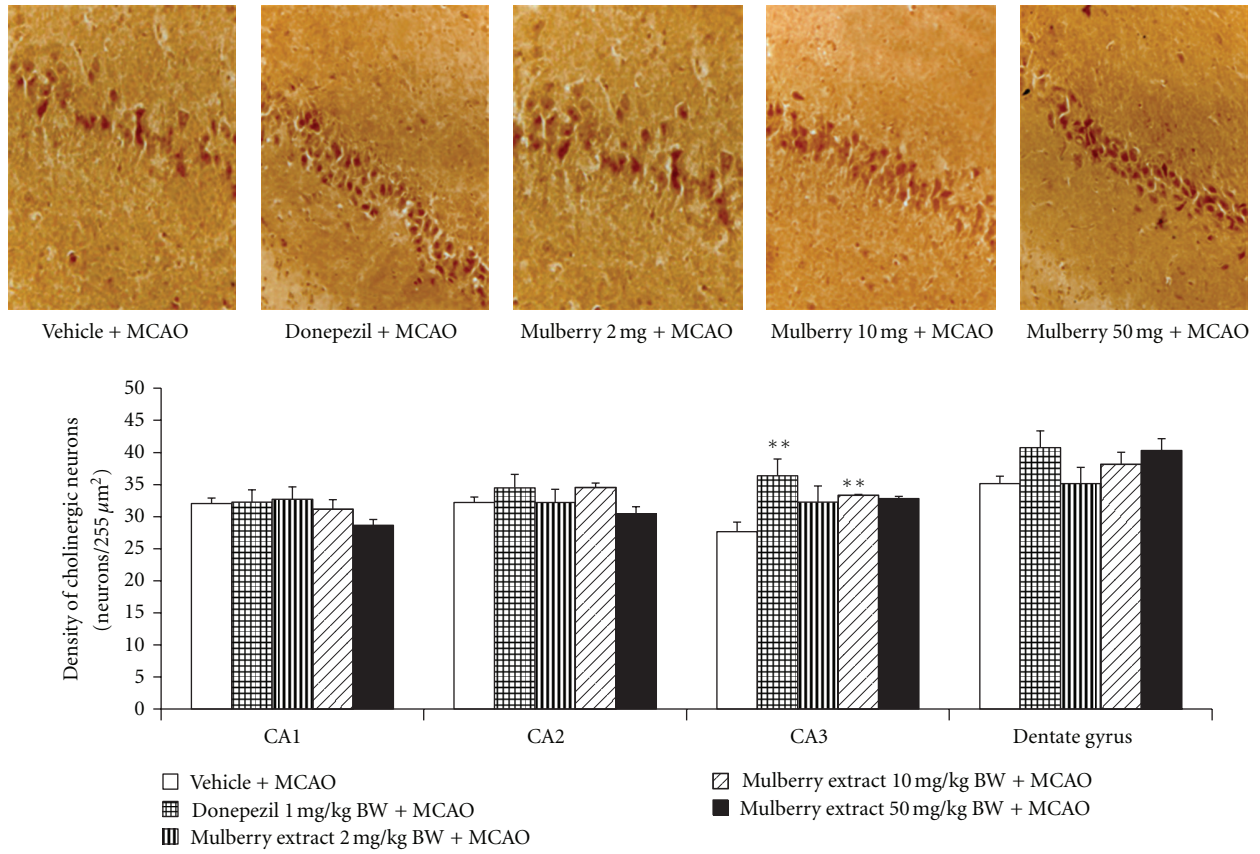 Vehicle + MCAO
Donepezil + MCAO
Mulberry 2 mg + MCAO
Mulberry 10 mg + MCAO
Mulberry 50 mg + MCAO
Density of cholinergic neurons
(neurons/255 μm²)
50
45
40
35
30
25
20
15
10
5
0
**
**
CA1
CA2
CA3
Dentate gyrus
Vehicle + MCAO
Donepezil 1 mg/kg BW + MCAO
Mulberry extract 2 mg/kg BW + MCAO
Mulberry extract 10 mg/kg BW + MCAO
Mulberry extract 50 mg/kg BW + MCAO